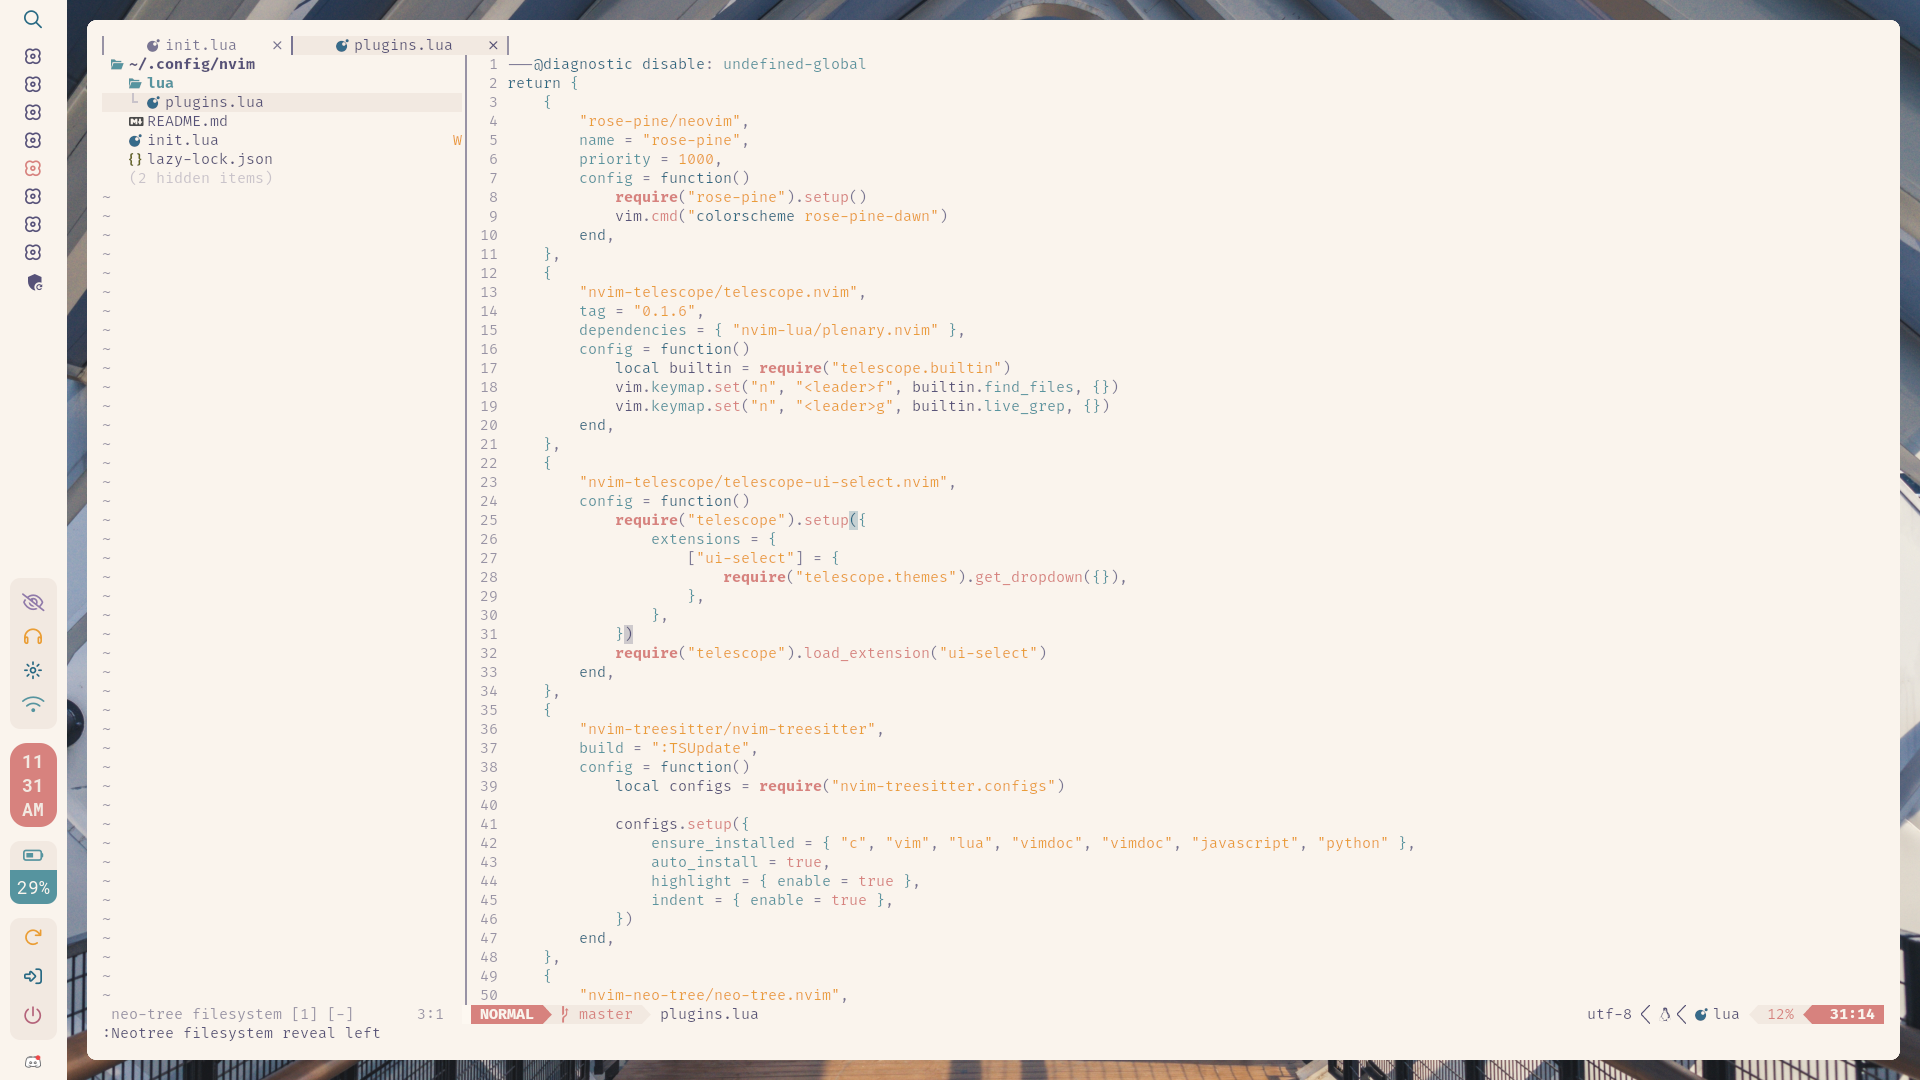 init.lua ×
plugins.lua ×
~/.config/nvim
lua
plugins.lua
README.md
init.lua W
lazy-lock.json
(2 hidden items)
1 ---@diagnostic disable: undefined-global
2 return {
3     {
4         "rose-pine/neovim",
5         name = "rose-pine",
6         priority = 1000,
7         config = function()
8             require("rose-pine").setup()
9             vim.cmd("colorscheme rose-pine-dawn")
10         end,
11     },
12     {
13         "nvim-telescope/telescope.nvim",
14         tag = "0.1.6",
15         dependencies = { "nvim-lua/plenary.nvim" },
16         config = function()
17             local builtin = require("telescope.builtin")
18             vim.keymap.set("n", "<leader>f", builtin.find_files, {})
19             vim.keymap.set("n", "<leader>g", builtin.live_grep, {})
20         end,
21     },
22     {
23         "nvim-telescope/telescope-ui-select.nvim",
24         config = function()
25             require("telescope").setup({
26                 extensions = {
27                     ["ui-select"] = {
28                         require("telescope.themes").get_dropdown({}),
29                     },
30                 },
31             })
32             require("telescope").load_extension("ui-select")
33         end,
34     },
35     {
36         "nvim-treesitter/nvim-treesitter",
37         build = ":TSUpdate",
38         config = function()
39             local configs = require("nvim-treesitter.configs")
40
41             configs.setup({
42                 ensure_installed = { "c", "vim", "lua", "vimdoc", "vimdoc", "javascript", "python" },
43                 auto_install = true,
44                 highlight = { enable = true },
45                 indent = { enable = true },
46             })
47         end,
48     },
49     {
50         "nvim-neo-tree/neo-tree.nvim",
neo-tree filesystem [1] [-] 3:1
NORMAL master plugins.lua utf-8 lua 12% 31:14
:Neotree filesystem reveal left
11
31
AM
29%